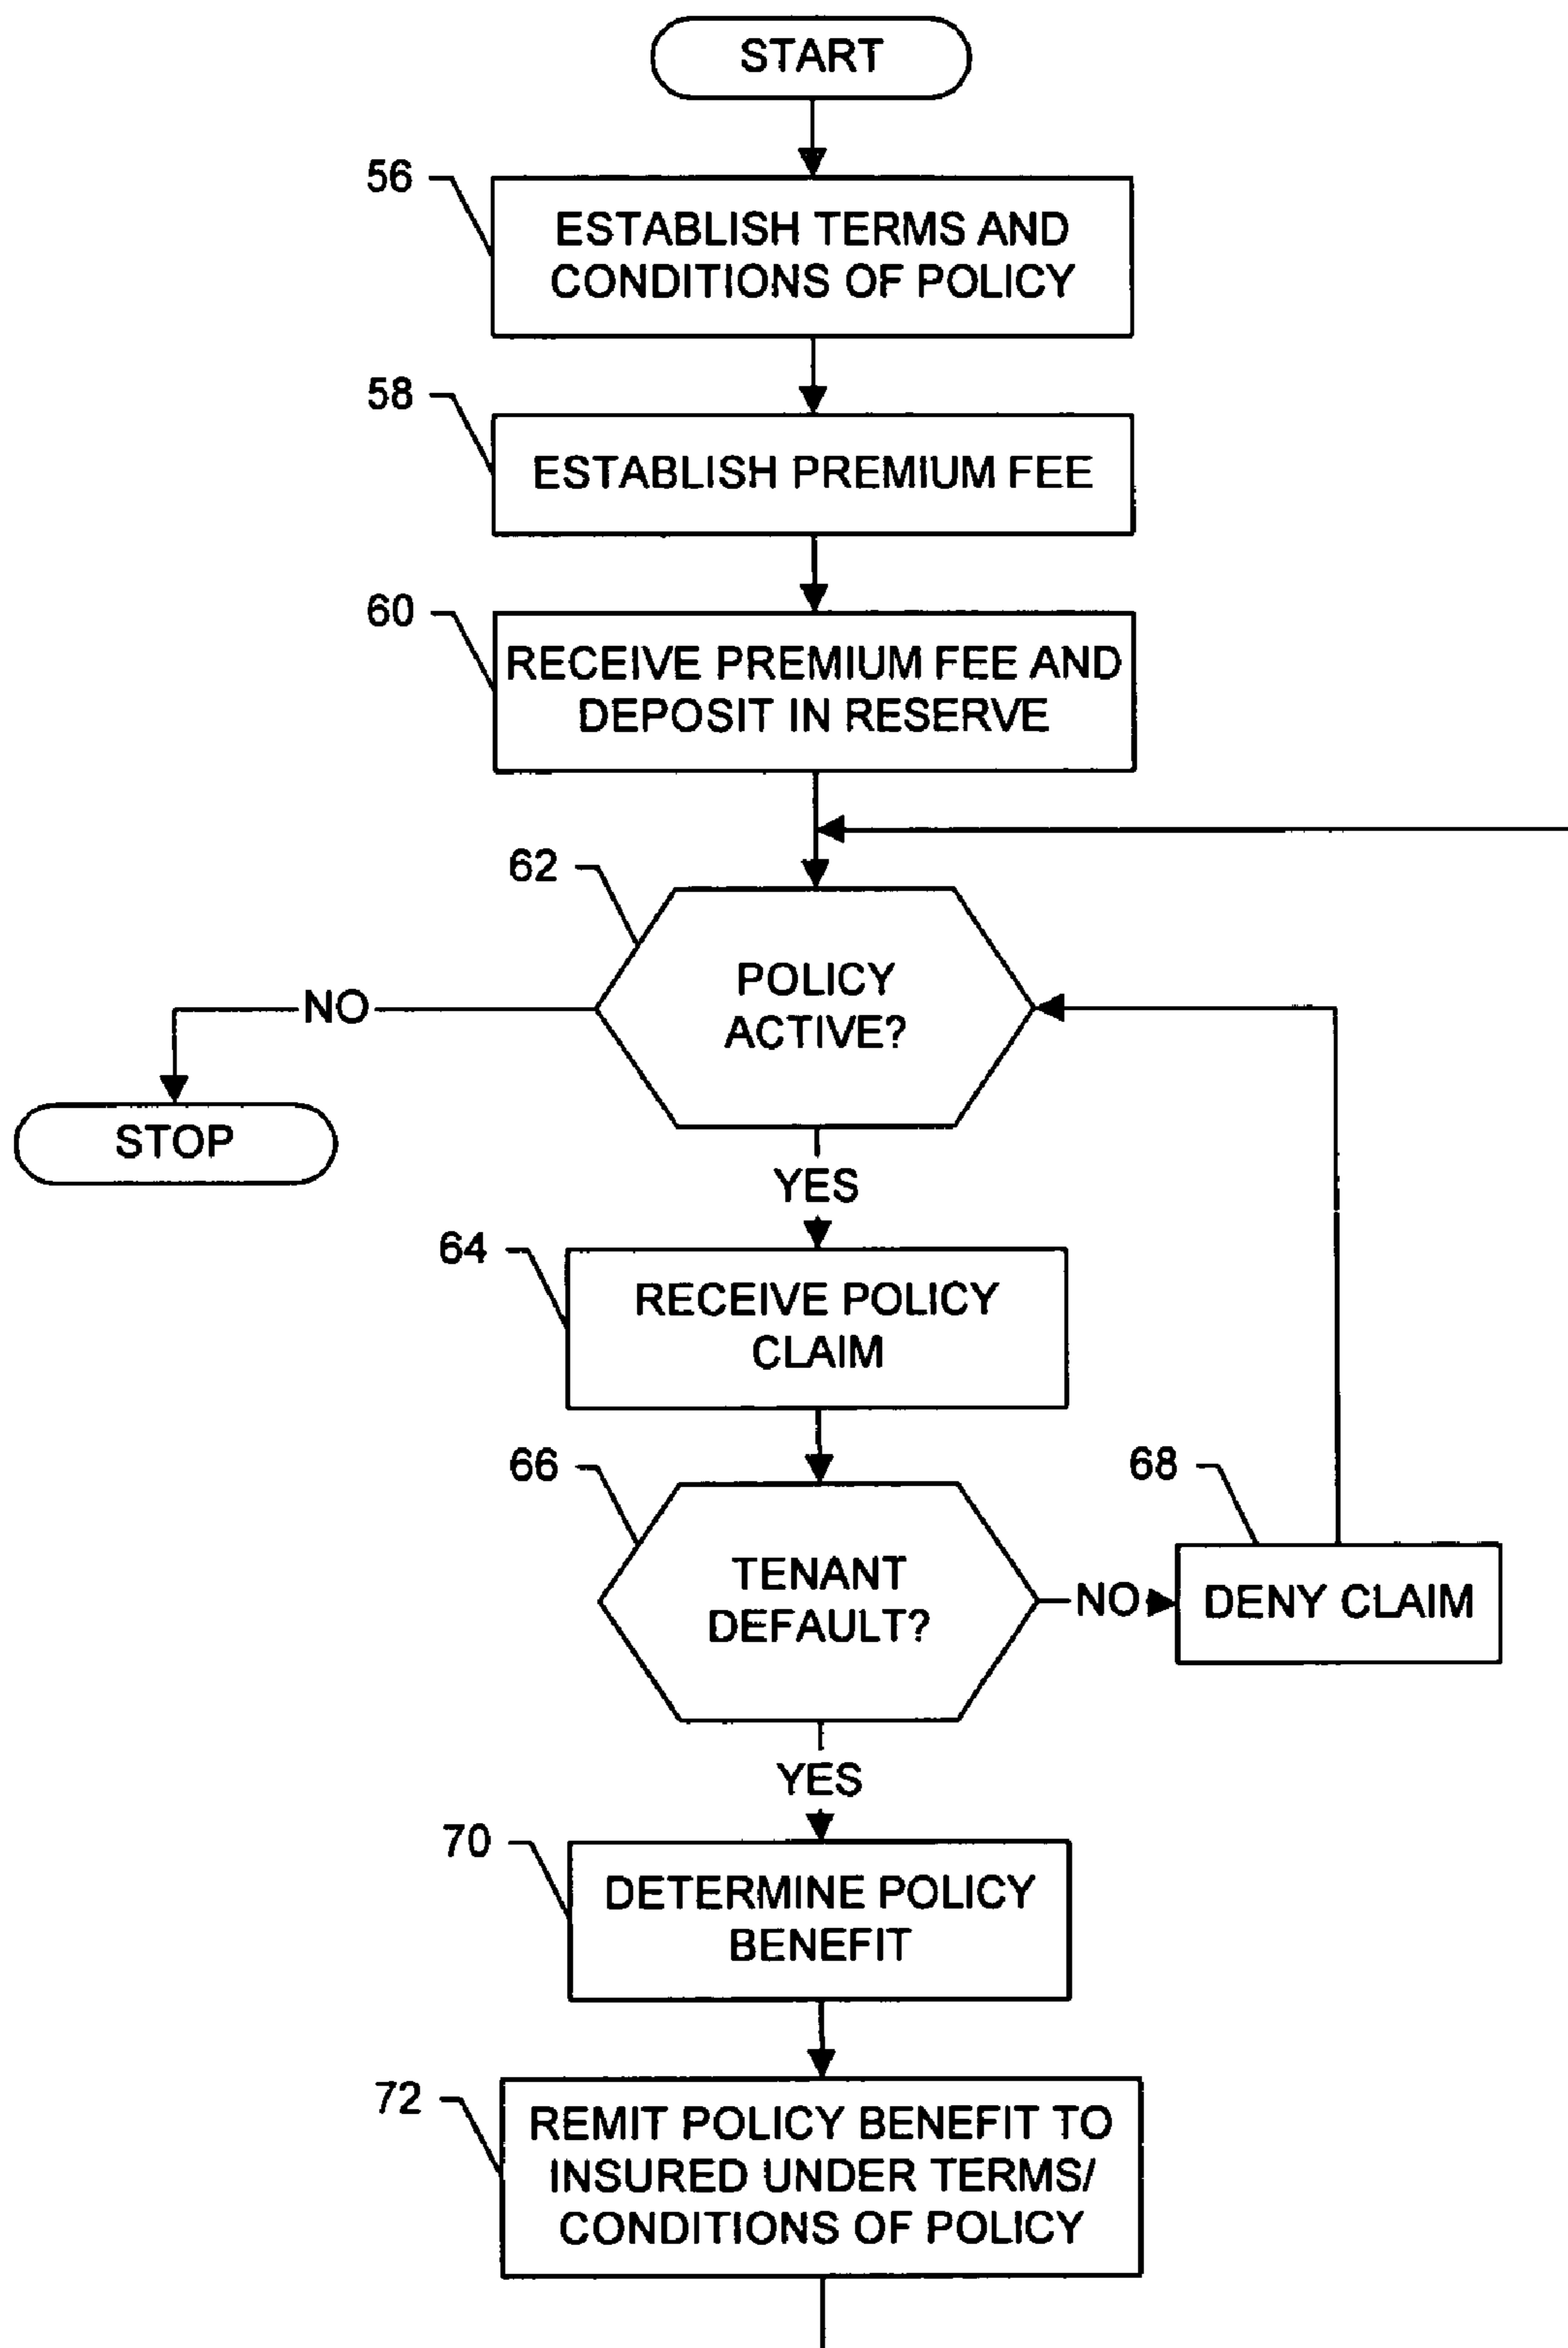 START
56
ESTABLISH TERMS AND
CONDITIONS OF POLICY
58
ESTABLISH PREMIUM FEE
60
RECEIVE PREMIUM FEE AND
DEPOSIT IN RESERVE
62
POLICY
ACTIVE?
NO
STOP
YES
64
RECEIVE POLICY
CLAIM
66
TENANT
DEFAULT?
NO
68
DENY CLAIM
YES
70
DETERMINE POLICY
BENEFIT
72
REMIT POLICY BENEFIT TO
INSURED UNDER TERMS/
CONDITIONS OF POLICY